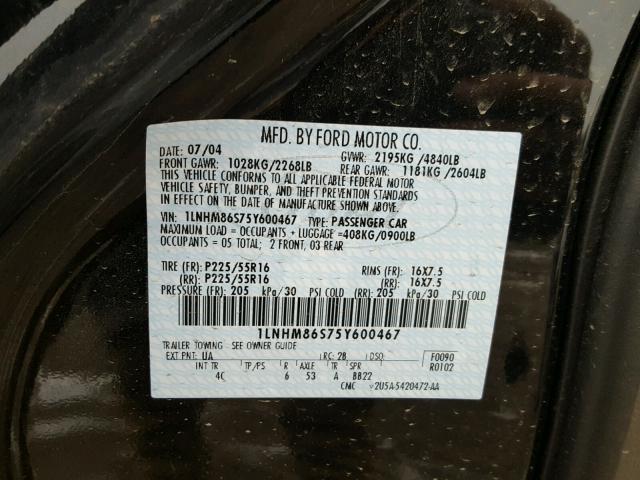 MFD. BY FORD MOTOR CO.
DATE: 07/04 GVWR: 2195KG /4840LB
FRONT GAWR: 1028KG/2268LB REAR GAWR: 1181KG /2604LB
THIS VEHICLE CONFORMS TO ALL APPLICABLE FEDERAL MOTOR
VEHICLE SAFETY, BUMPER, AND THEFT PREVENTION STANDARDS
IN EFFECT ON THE DATE OF MANUFACTURE SHOWN ABOVE.
VIN: 1LNHM86S75Y600467 TYPE: PASSENGER CAR
MAXIMUM LOAD = OCCUPANTS + LUGGAGE =408KG/0900LB
OCCUPANTS = 05 TOTAL; 2 FRONT, 03 REAR
TIRE (FR): P225/55R16 RIMS (FR): 16X7.5
(RR): P225/55R16 (RR): 16X7.5
PRESSURE (FR): 205 kPa/30 PSI COLD (RR): 205 kPa/30 PSI COLD
1LNHM86S75Y600467
TRAILER TOWING - SEE OWNER GUIDE
EXT PNT: UA RC: 28 DSO: F0090
INT TR TP/PS R AXLE TR SPR R0102
4C 6 53 A BB22
CMC v2U5A-5420472-AA